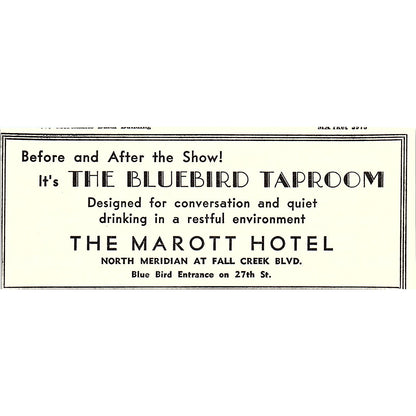 Before and After the Show!
It's THE BLUEBIRD TAPROOM
Designed for conversation and quiet
drinking in a restful environment
THE MAROTT HOTEL
NORTH MERIDIAN AT FALL CREEK BLVD.
Blue Bird Entrance on 27th St.